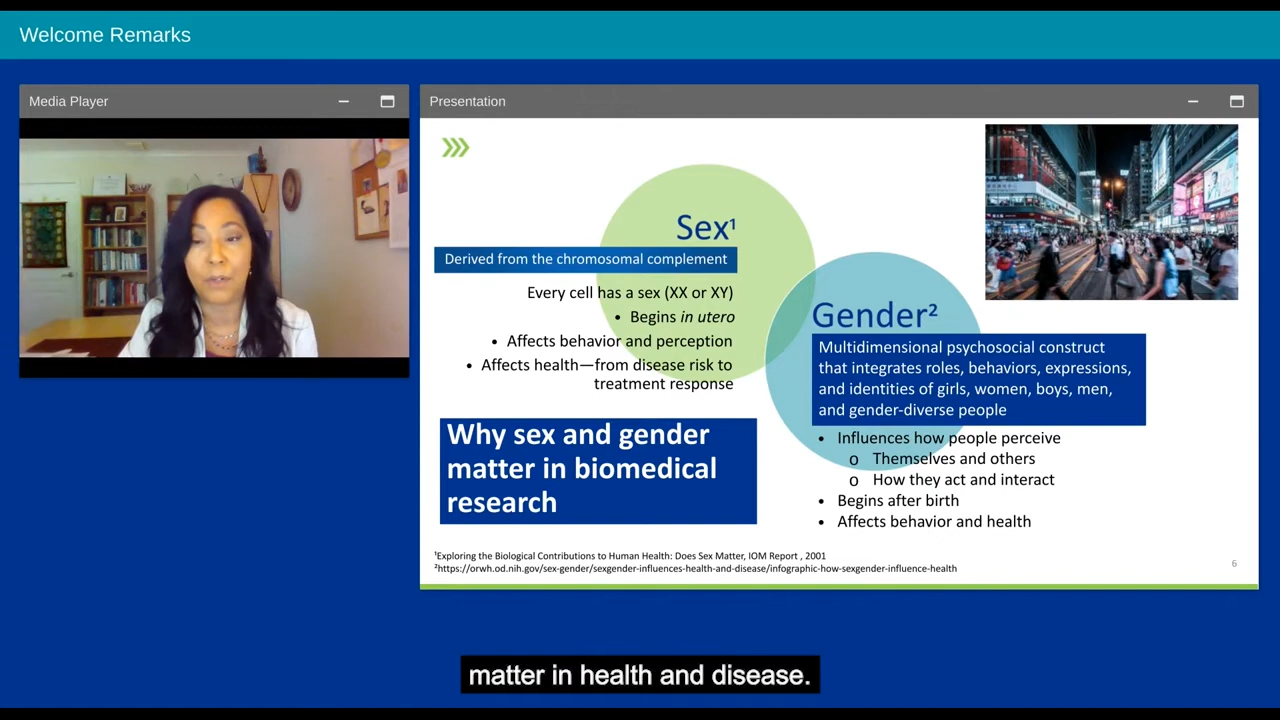 Welcome Remarks
Media Player
Presentation
Sex¹
Derived from the chromosomal complement
Every cell has a sex (XX or XY)
• Begins in utero
• Affects behavior and perception
• Affects health—from disease risk to
treatment response
Why sex and gender
matter in biomedical
research
Gender²
Multidimensional psychosocial construct
that integrates roles, behaviors, expressions,
and identities of girls, women, boys, men,
and gender-diverse people
• Influences how people perceive
o Themselves and others
o How they act and interact
• Begins after birth
• Affects behavior and health
¹Exploring the Biological Contributions to Human Health: Does Sex Matter, IOM Report , 2001
²https://orwh.od.nih.gov/sex-gender/sexgender-influences-health-and-disease/infographic-how-sexgender-influence-health
6
matter in health and disease.